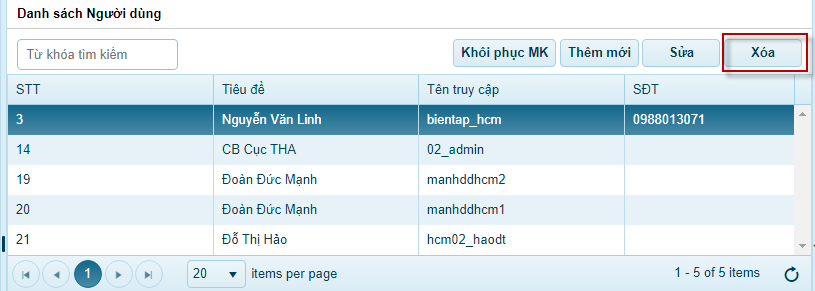 Danh sách Người dùng
Từ khóa tìm kiếm Khôi phục MK Thêm mới Sửa Xóa
STT Tiêu đề Tên truy cập SĐT
3 Nguyễn Văn Linh bientap_hcm 0988013071
14 CB Cục THA 02_admin
19 Đoàn Đức Mạnh manhddhcm2
20 Đoàn Đức Mạnh manhddhcm1
21 Đỗ Thị Hảo hcm02_haodt
1 20 items per page 1 - 5 of 5 items